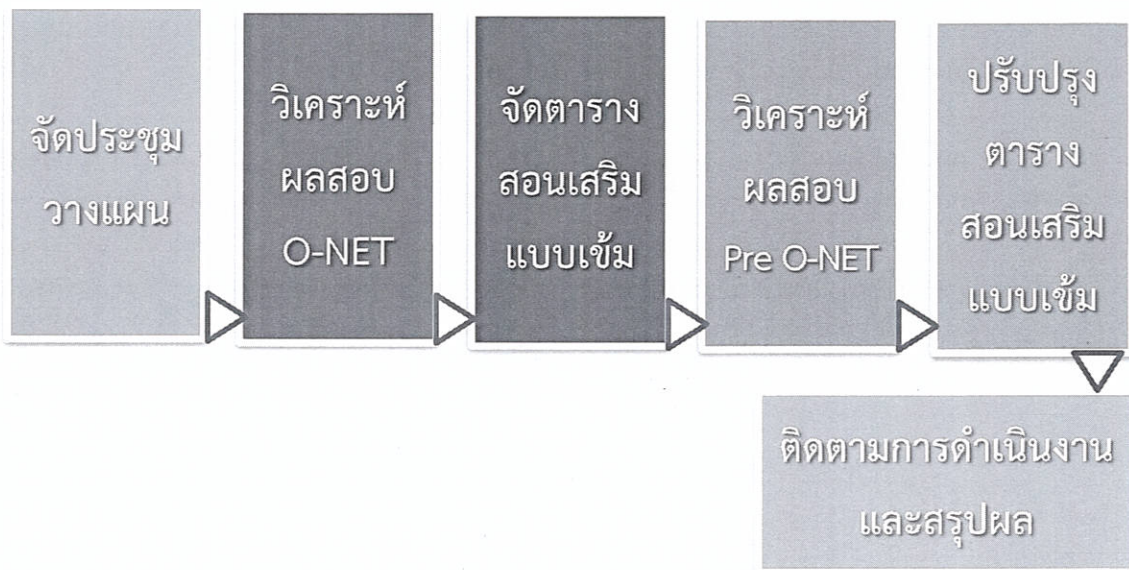 จัดประชุม
วางแผน
วิเคราะห์
ผลสอบ
O-NET
จัดตาราง
สอนเสริม
แบบเข้ม
วิเคราะห์
ผลสอบ
Pre O-NET
ปรับปรุง
ตาราง
สอนเสริม
แบบเข้ม
ติดตามการดำเนินงาน
และสรุปผล